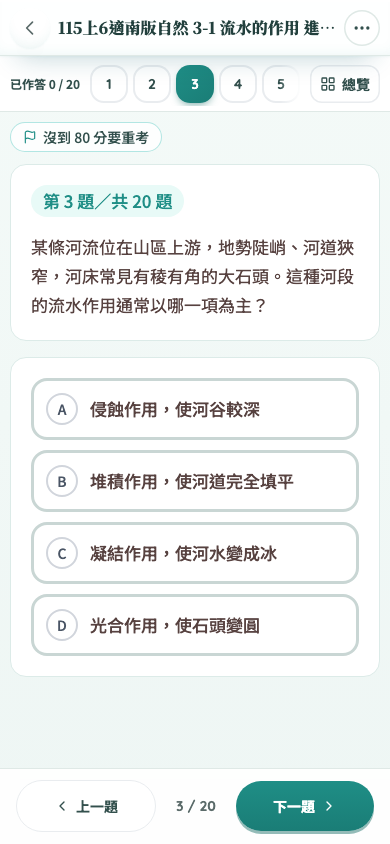 115上6適南版自然 3-1 流水的作用 進…
已作答 0 / 20
1
2
3
4
5
總覽
沒到 80 分要重考
第 3 題／共 20 題
某條河流位在山區上游，地勢陡峭、河道狹
窄，河床常見有稜有角的大石頭。這種河段
的流水作用通常以哪一項為主？
A 侵蝕作用，使河谷較深
B 堆積作用，使河道完全填平
C 凝結作用，使河水變成冰
D 光合作用，使石頭變圓
上一題
3 / 20
下一題